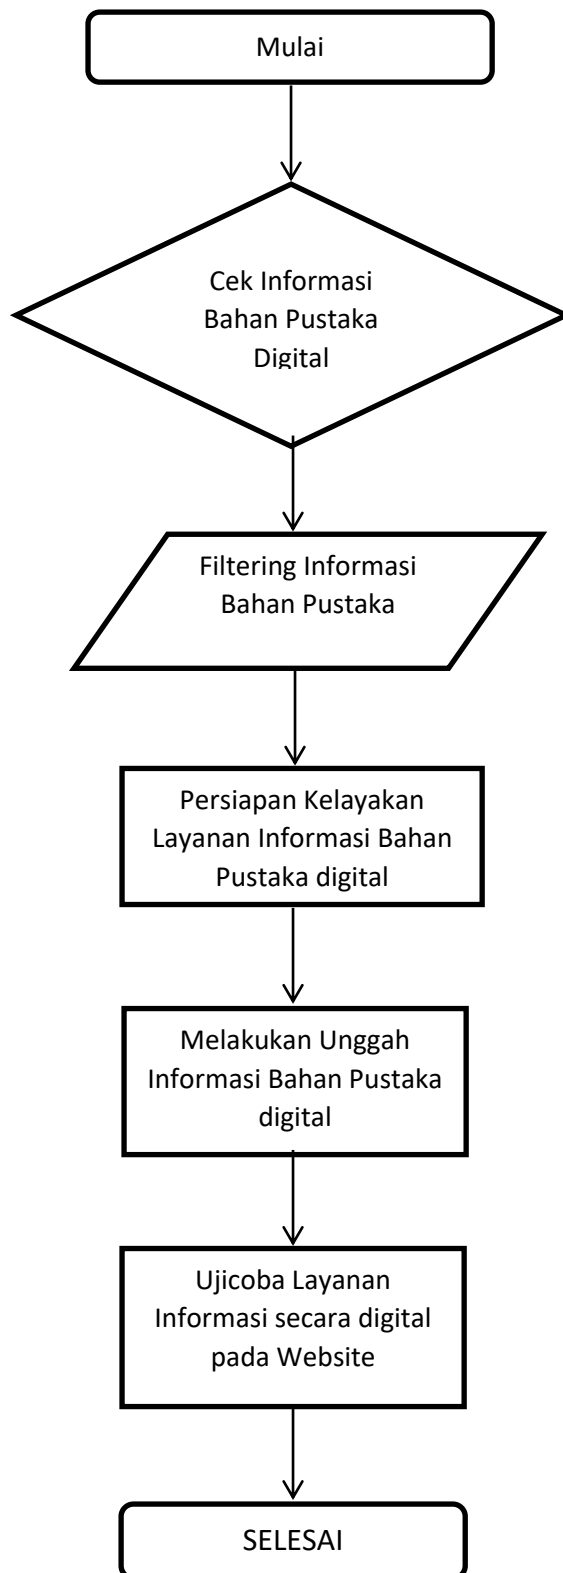 Mulai
Cek Informasi
Bahan Pustaka
Digital
Filtering Informasi
Bahan Pustaka
Persiapan Kelayakan
Layanan Informasi Bahan
Pustaka digital
Melakukan Unggah
Informasi Bahan Pustaka
digital
Ujicoba Layanan
Informasi secara digital
pada Website
SELESAI